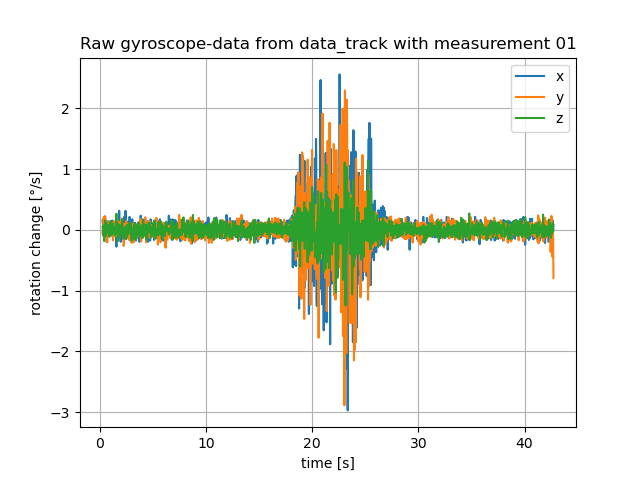 Raw gyroscope-data from data_track with measurement 01
x
y
z
rotation change [°/s]
2
1
0
−1
−2
−3
0 10 20 30 40
time [s]